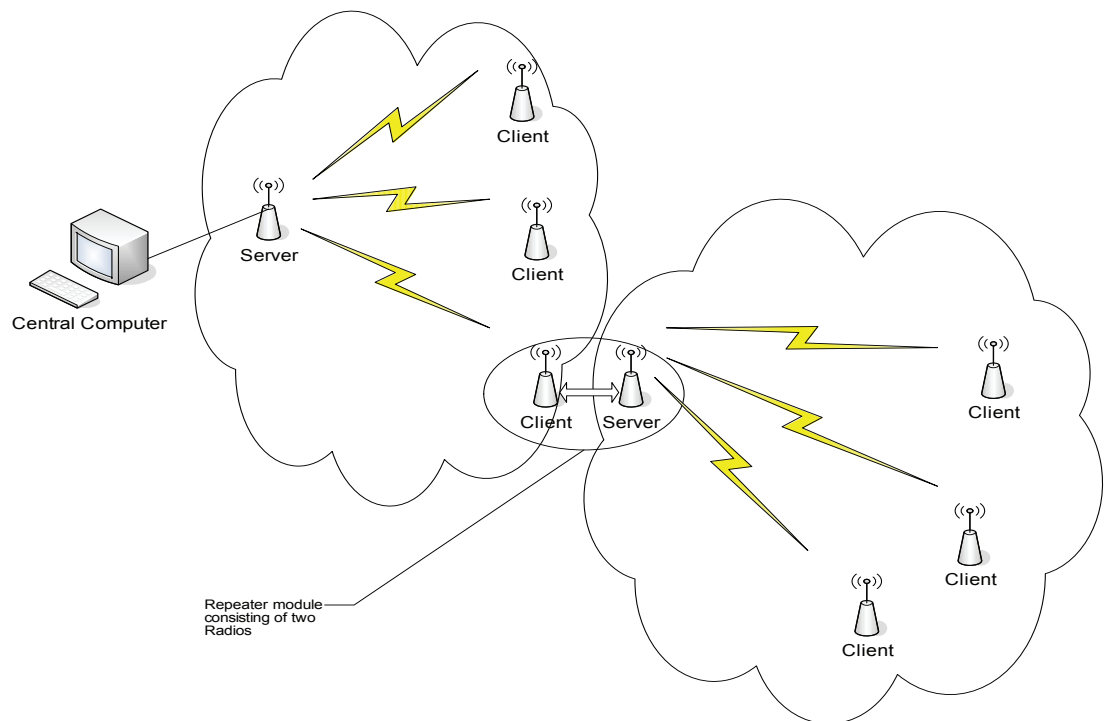 Client
Client
Server
Central Computer
Client
Server
Client
Client
Client
Repeater module
consisting of two
Radios